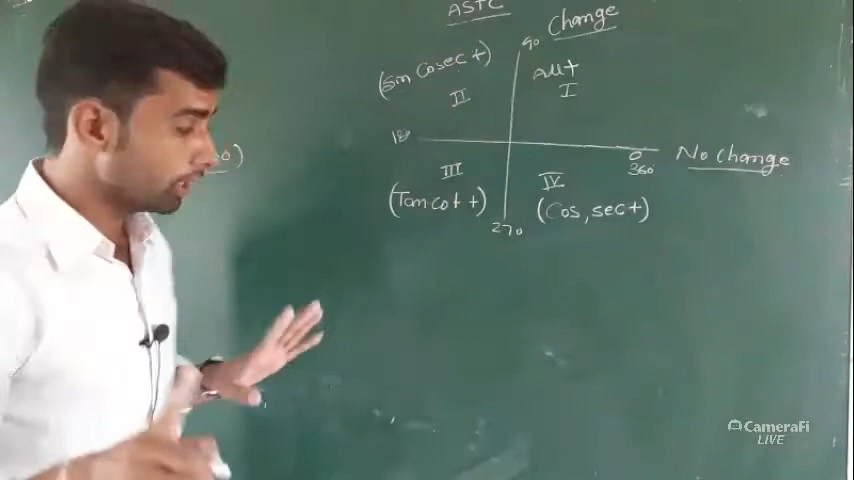 ASTC
Change
90
(sin cosec +)
All +
II
I
180
0
360°
No change
III
IV
(Tan cot +)
(Cos, sec +)
270
CameraFi
LIVE